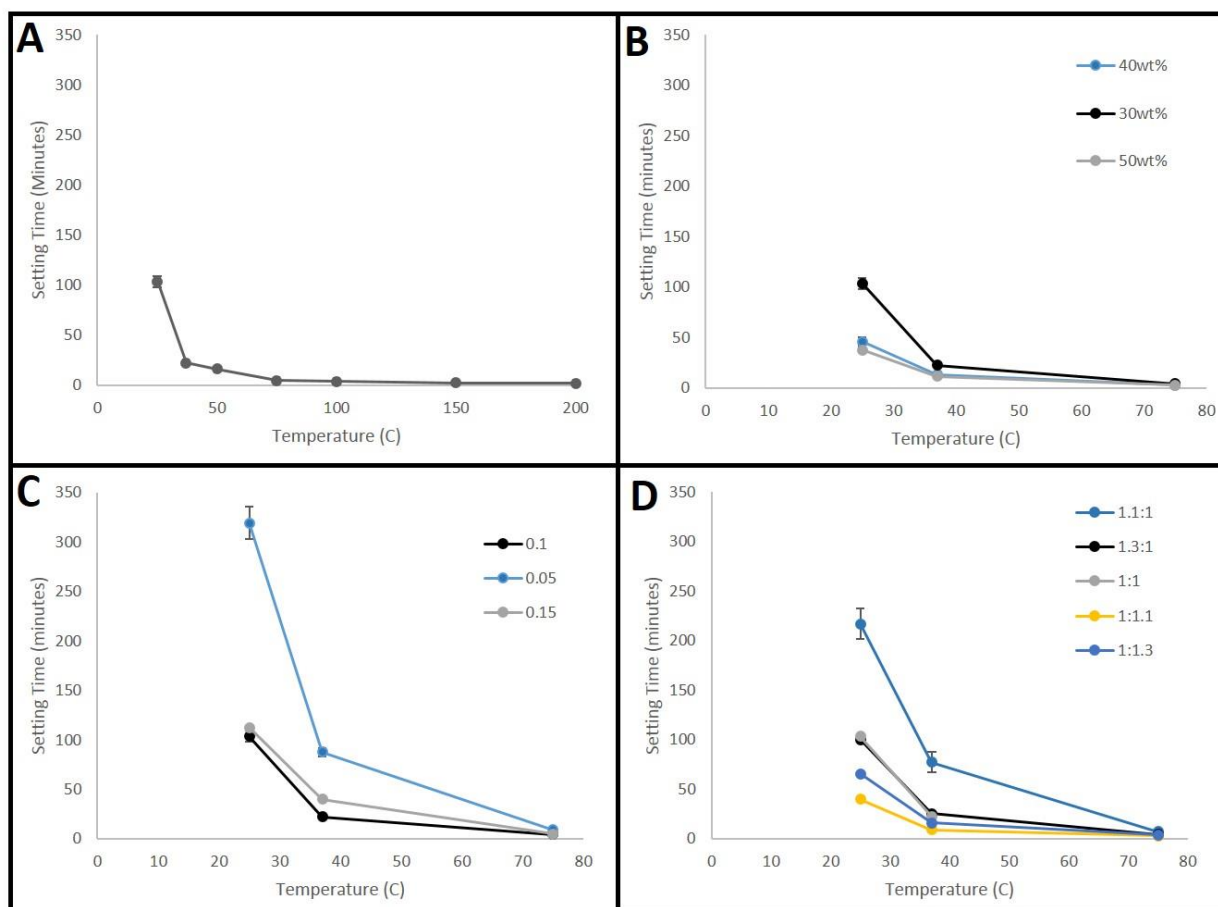 A
350
300
250
200
150
100
50
0
Setting Time (Minutes)
0 50 100 150 200
Temperature (C)
B
350
300
250
200
150
100
50
0
Setting Time (minutes)
0 10 20 30 40 50 60 70 80
Temperature (C)
40wt%
30wt%
50wt%
C
350
300
250
200
150
100
50
0
Setting Time (minutes)
0 10 20 30 40 50 60 70 80
Temperature (C)
0.1
0.05
0.15
D
350
300
250
200
150
100
50
0
Setting Time (minutes)
0 10 20 30 40 50 60 70 80
Temperature (C)
1.1:1
1.3:1
1:1
1:1.1
1:1.3